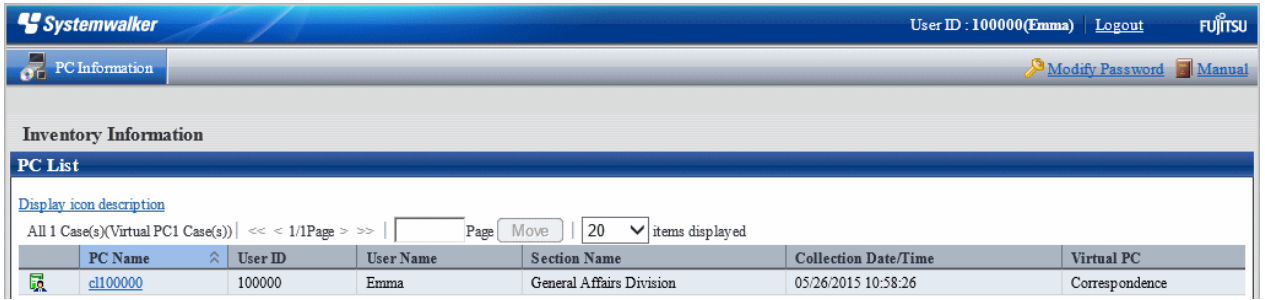 Systemwalker User ID : 100000(Emma) Logout FUJITSU
PC Information Modify Password Manual
Inventory Information
PC List
Display icon description
All 1 Case(s)(Virtual PC1 Case(s)) << < 1/1Page > >> Page Move 20 items displayed
PC Name User ID User Name Section Name Collection Date/Time Virtual PC
cl100000 100000 Emma General Affairs Division 05/26/2015 10:58:26 Correspondence